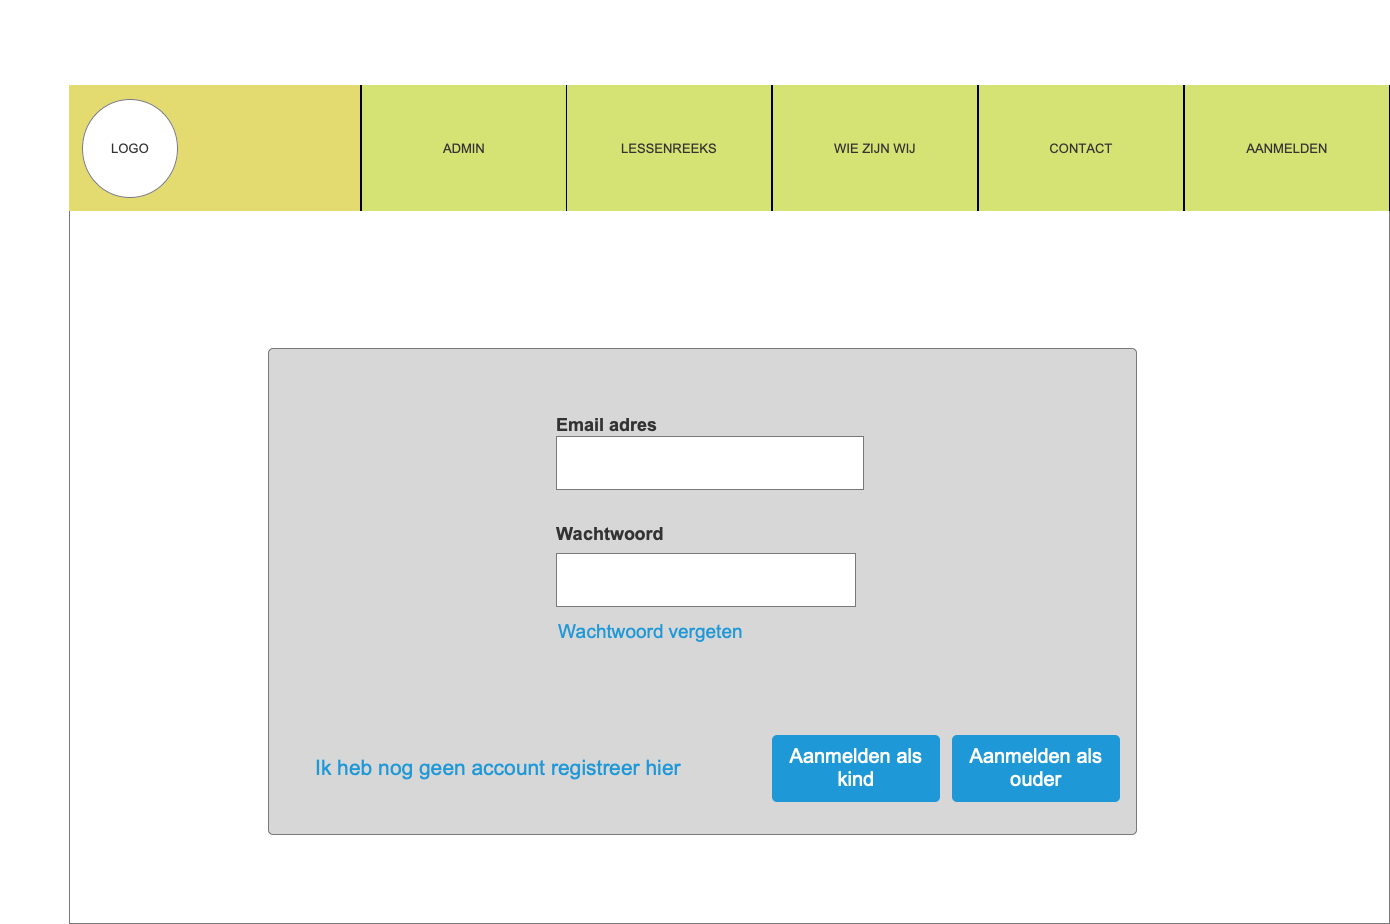 LOGO
ADMIN
LESSENREEKS
WIE ZIJN WIJ
CONTACT
AANMELDEN
Email adres
Wachtwoord
Wachtwoord vergeten
Ik heb nog geen account registreer hier
Aanmelden als
kind
Aanmelden als
ouder